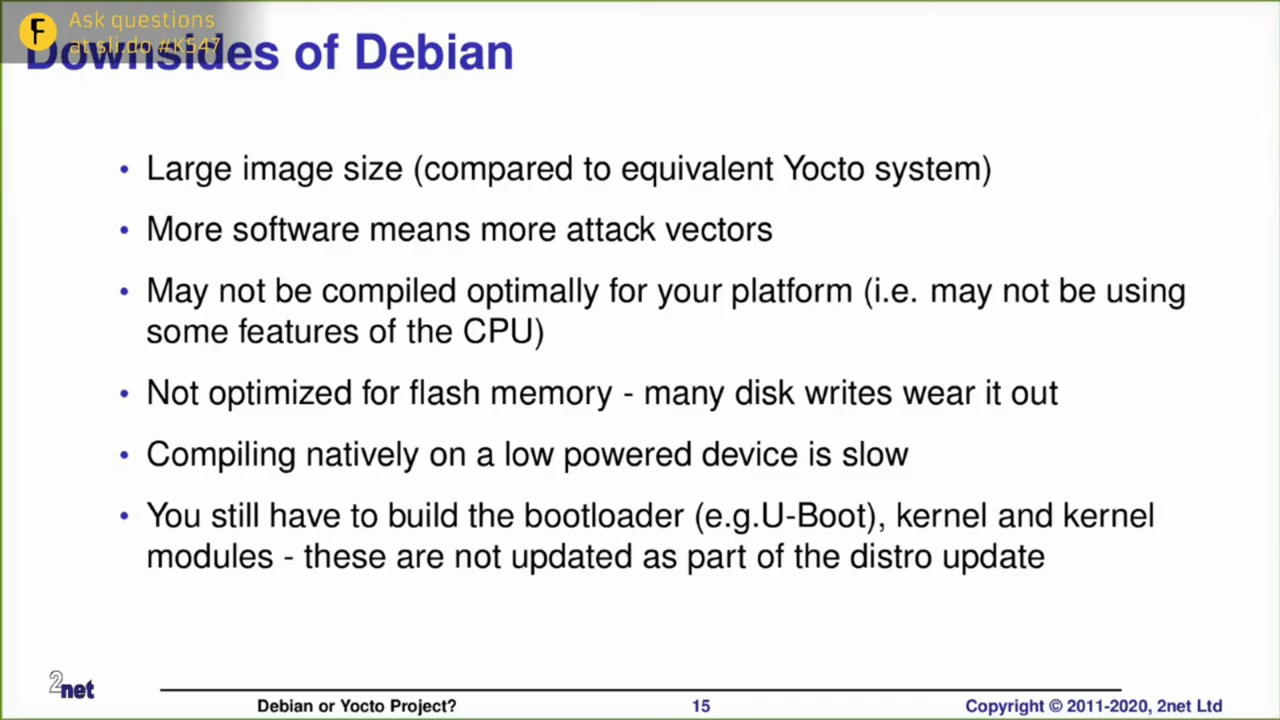 Ask questions
at sli.do #K547
Downsides of Debian
• Large image size (compared to equivalent Yocto system)
• More software means more attack vectors
• May not be compiled optimally for your platform (i.e. may not be using
some features of the CPU)
• Not optimized for flash memory - many disk writes wear it out
• Compiling natively on a low powered device is slow
• You still have to build the bootloader (e.g.U-Boot), kernel and kernel
modules - these are not updated as part of the distro update
2net
Debian or Yocto Project?
15
Copyright © 2011-2020, 2net Ltd